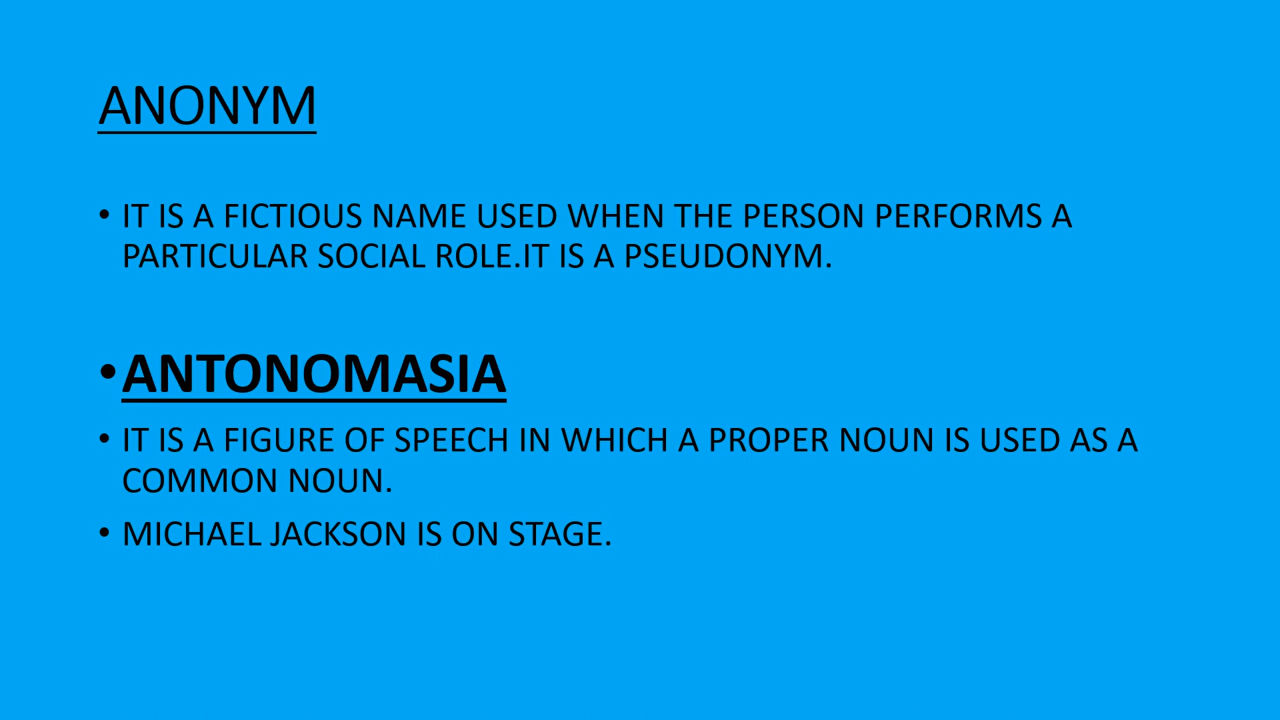 ANONYM
• IT IS A FICTIOUS NAME USED WHEN THE PERSON PERFORMS A
PARTICULAR SOCIAL ROLE.IT IS A PSEUDONYM.
•ANTONOMASIA
• IT IS A FIGURE OF SPEECH IN WHICH A PROPER NOUN IS USED AS A
COMMON NOUN.
• MICHAEL JACKSON IS ON STAGE.